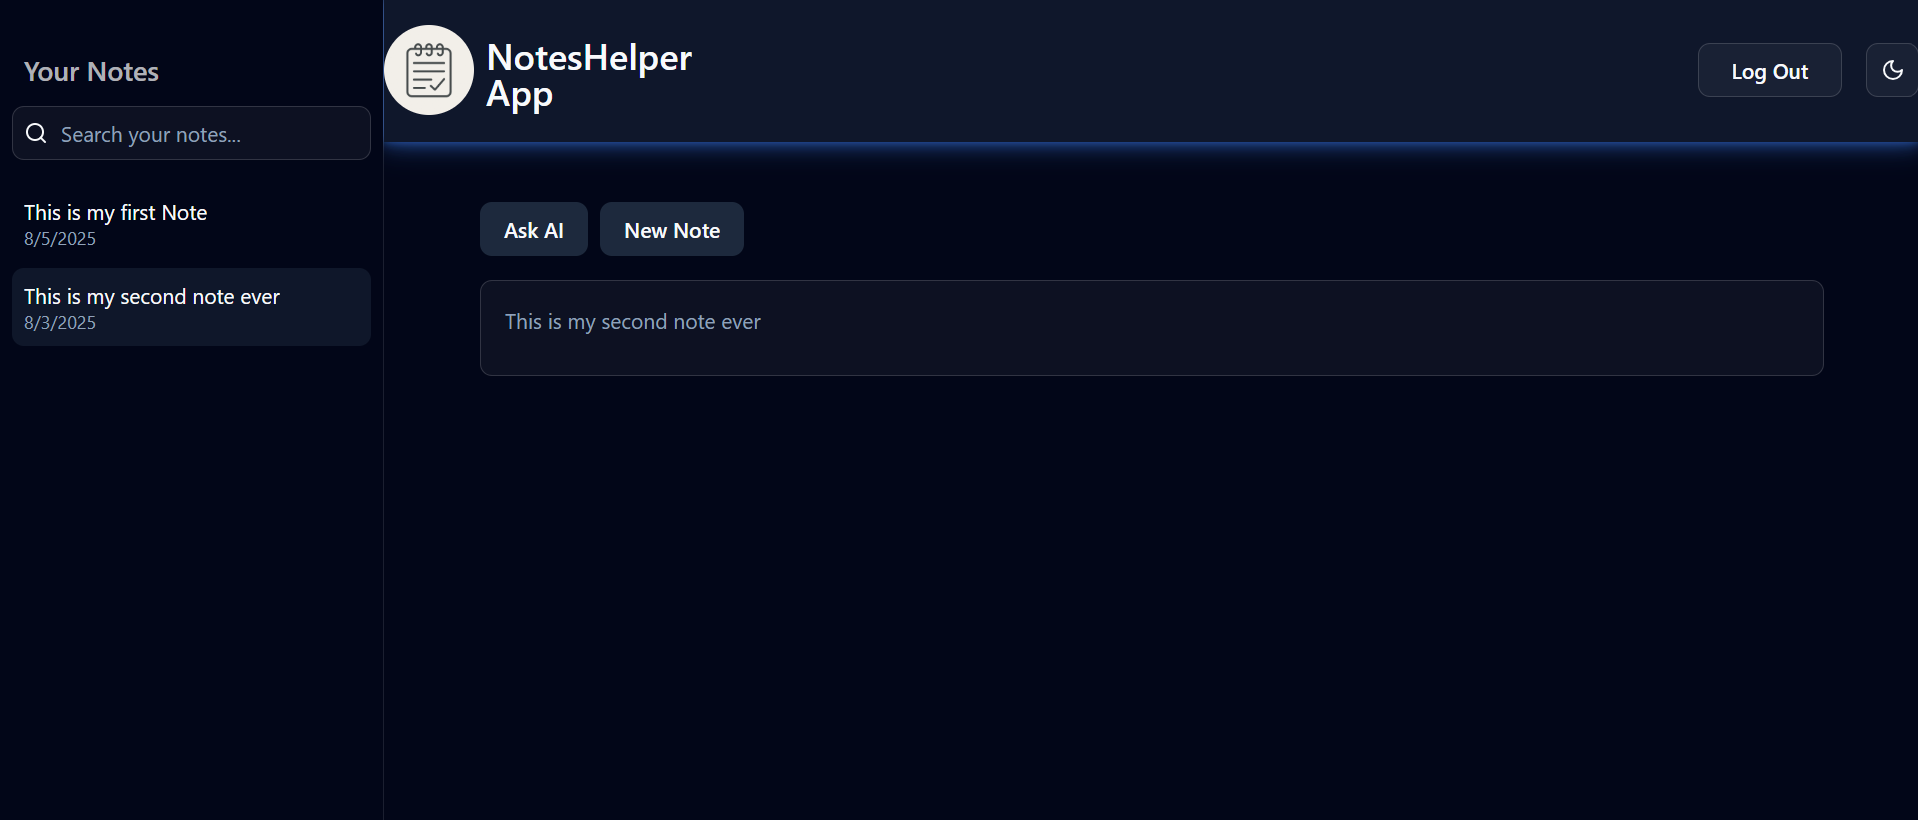 Your Notes
Search your notes...
This is my first Note
8/5/2025
This is my second note ever
8/3/2025
NotesHelper
App
Log Out
Ask AI
New Note
This is my second note ever